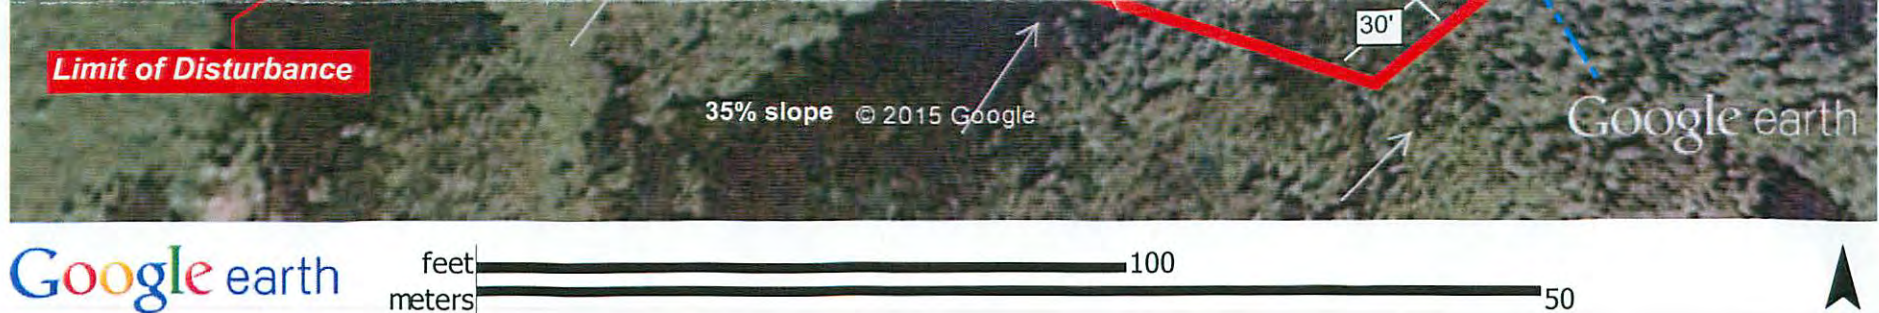 30'
Limit of Disturbance
35% slope © 2015 Google
Google earth
Google earth
feet 100
meters 50